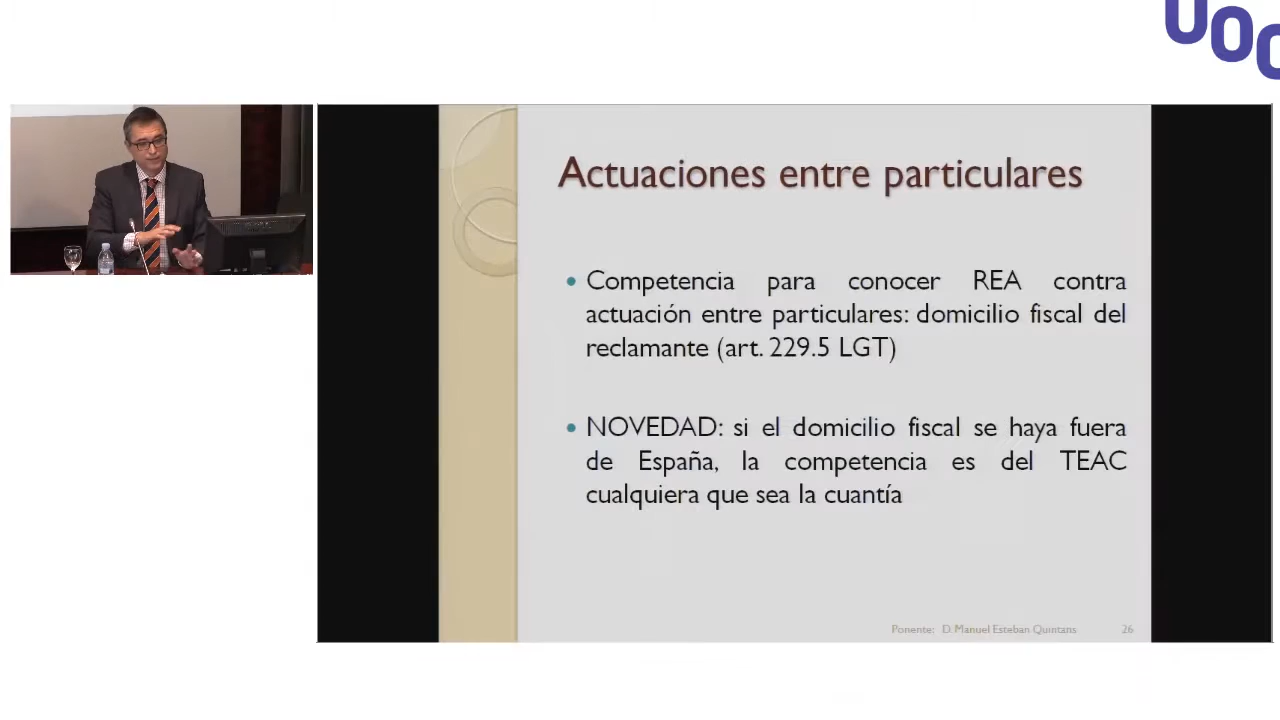 UOC
Actuaciones entre particulares
Competencia para conocer REA contra
actuación entre particulares: domicilio fiscal del
reclamante (art. 229.5 LGT)
NOVEDAD: si el domicilio fiscal se haya fuera
de España, la competencia es del TEAC
cualquiera que sea la cuantía
Ponente: D. Manuel Esteban Quintans 26